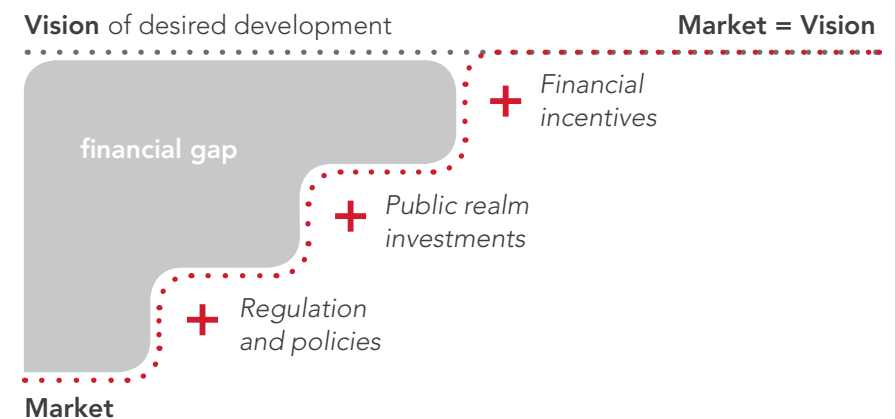 Vision of desired development
Market = Vision
Financial
incentives
financial gap
Public realm
investments
Regulation
and policies
Market